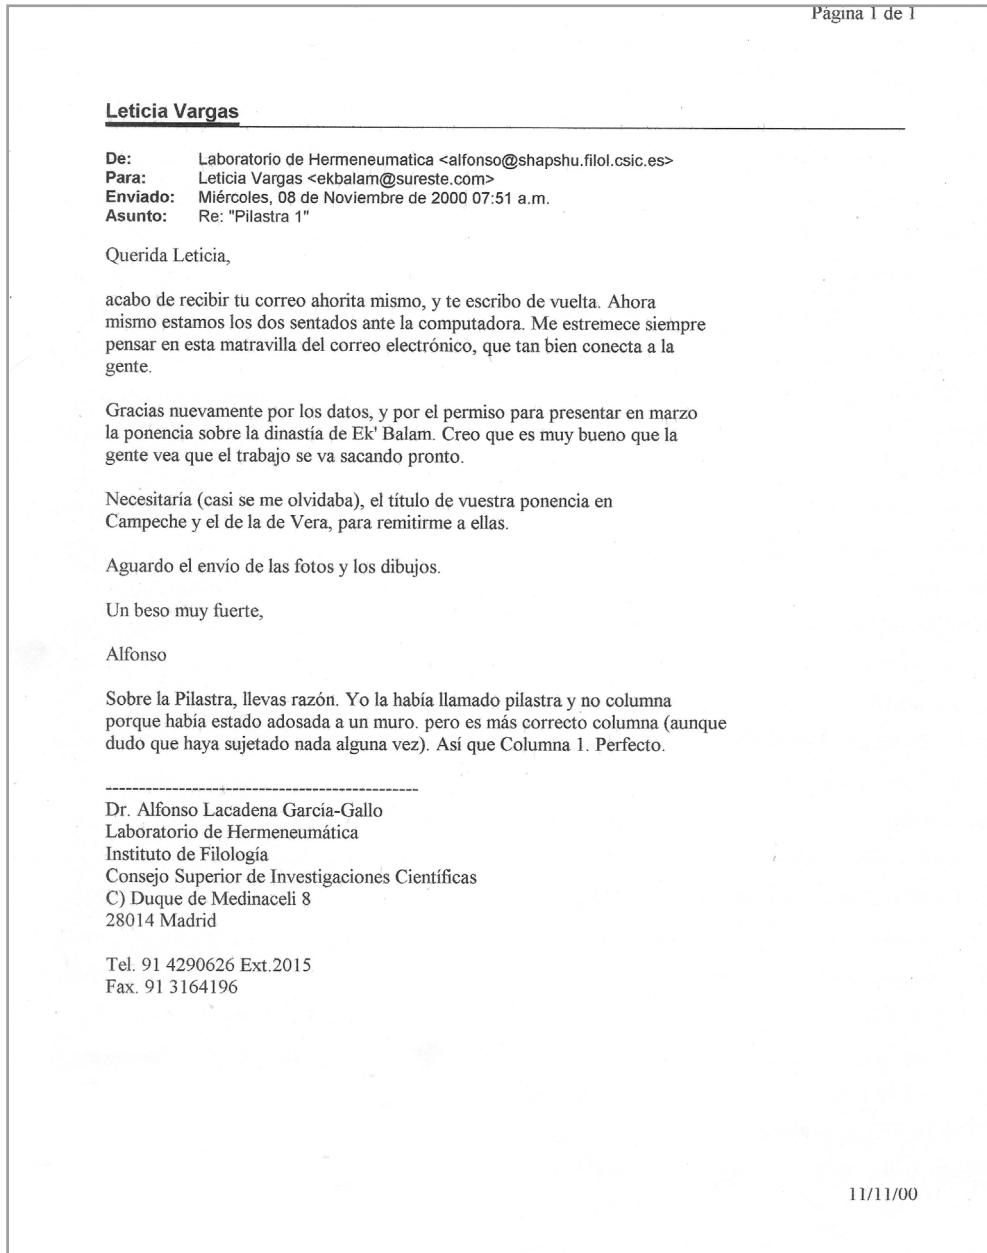 Página 1 de 1
Leticia Vargas
De: Laboratorio de Hermeneumatica <alfonso@shapshu.filol.csic.es>
Para: Leticia Vargas <ekbalam@sureste.com>
Enviado: Miércoles, 08 de Noviembre de 2000 07:51 a.m.
Asunto: Re: "Pilastra 1"
Querida Leticia,
acabo de recibir tu correo ahorita mismo, y te escribo de vuelta. Ahora
mismo estamos los dos sentados ante la computadora. Me estremece siempre
pensar en esta matravilla del correo electrónico, que tan bien conecta a la
gente.
Gracias nuevamente por los datos, y por el permiso para presentar en marzo
la ponencia sobre la dinastía de Ek' Balam. Creo que es muy bueno que la
gente vea que el trabajo se va sacando pronto.
Necesitaría (casi se me olvidaba), el título de vuestra ponencia en
Campeche y el de la de Vera, para remitirme a ellas.
Aguardo el envío de las fotos y los dibujos.
Un beso muy fuerte,
Alfonso
Sobre la Pilastra, llevas razón. Yo la había llamado pilastra y no columna
porque había estado adosada a un muro. pero es más correcto columna (aunque
dudo que haya sujetado nada alguna vez). Así que Columna 1. Perfecto.
-----------------------------------------------
Dr. Alfonso Lacadena García-Gallo
Laboratorio de Hermeneumática
Instituto de Filología
Consejo Superior de Investigaciones Científicas
C) Duque de Medinaceli 8
28014 Madrid
Tel. 91 4290626 Ext.2015
Fax. 91 3164196
11/11/00